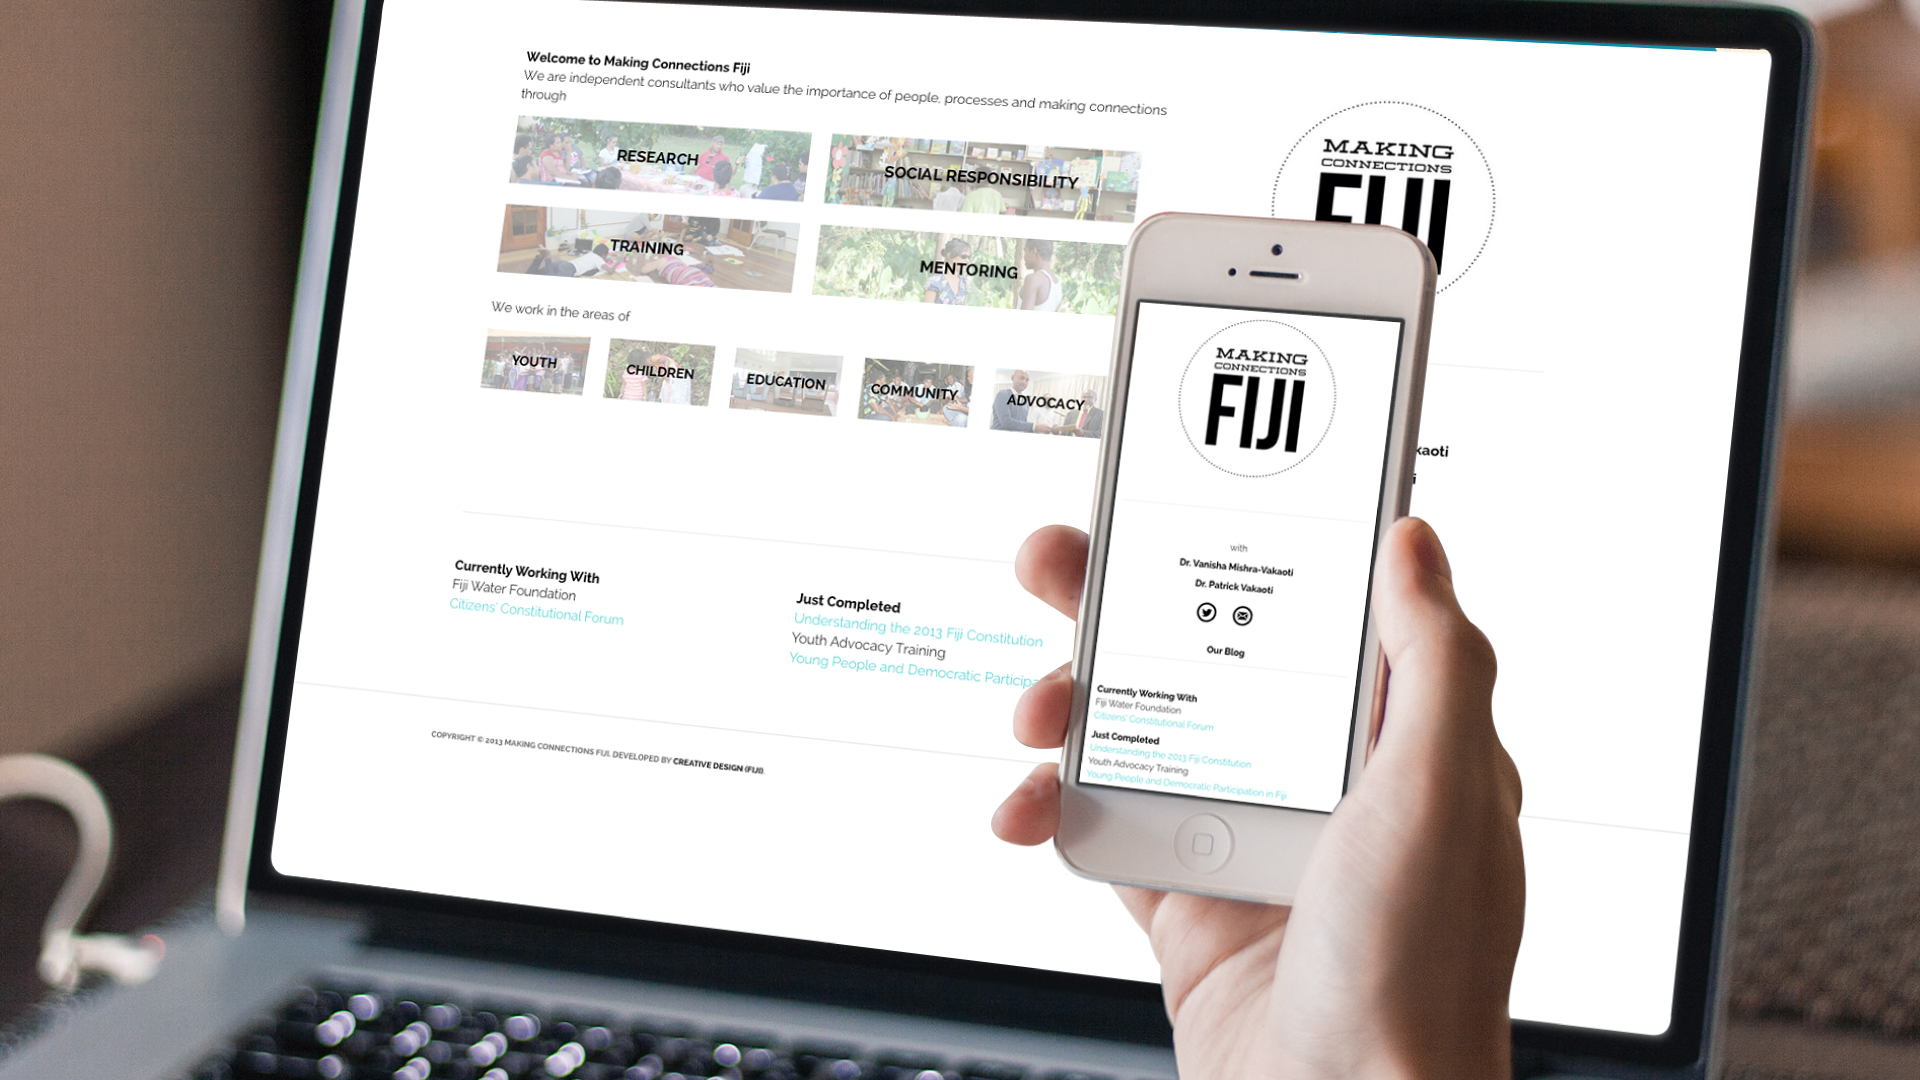 Welcome to Making Connections Fiji
We are independent consultants who value the importance of people, processes and making connections
through
RESEARCH
SOCIAL RESPONSIBILITY
TRAINING
MENTORING
We work in the areas of
YOUTH
CHILDREN
EDUCATION
COMMUNITY
ADVOCACY
Currently Working With
Fiji Water Foundation
Citizens' Constitutional Forum
Just Completed
Understanding the 2013 Fiji Constitution
Youth Advocacy Training
Young People and Democratic Particip
COPYRIGHT © 2013 MAKING CONNECTIONS FIJI. DEVELOPED BY CREATIVE DESIGN (FIJI).
MAKING
CONNECTIONS
FIJI
kaoti
i
MAKING
CONNECTIONS
FIJI
with
Dr. Vanisha Mishra-Vakaoti
Dr. Patrick Vakaoti
Our Blog
Currently Working With
Fiji Water Foundation
Citizens' Constitutional Forum
Just Completed
Understanding the 2013 Fiji Constitution
Youth Advocacy Training
Young People and Democratic Participation in Fiji